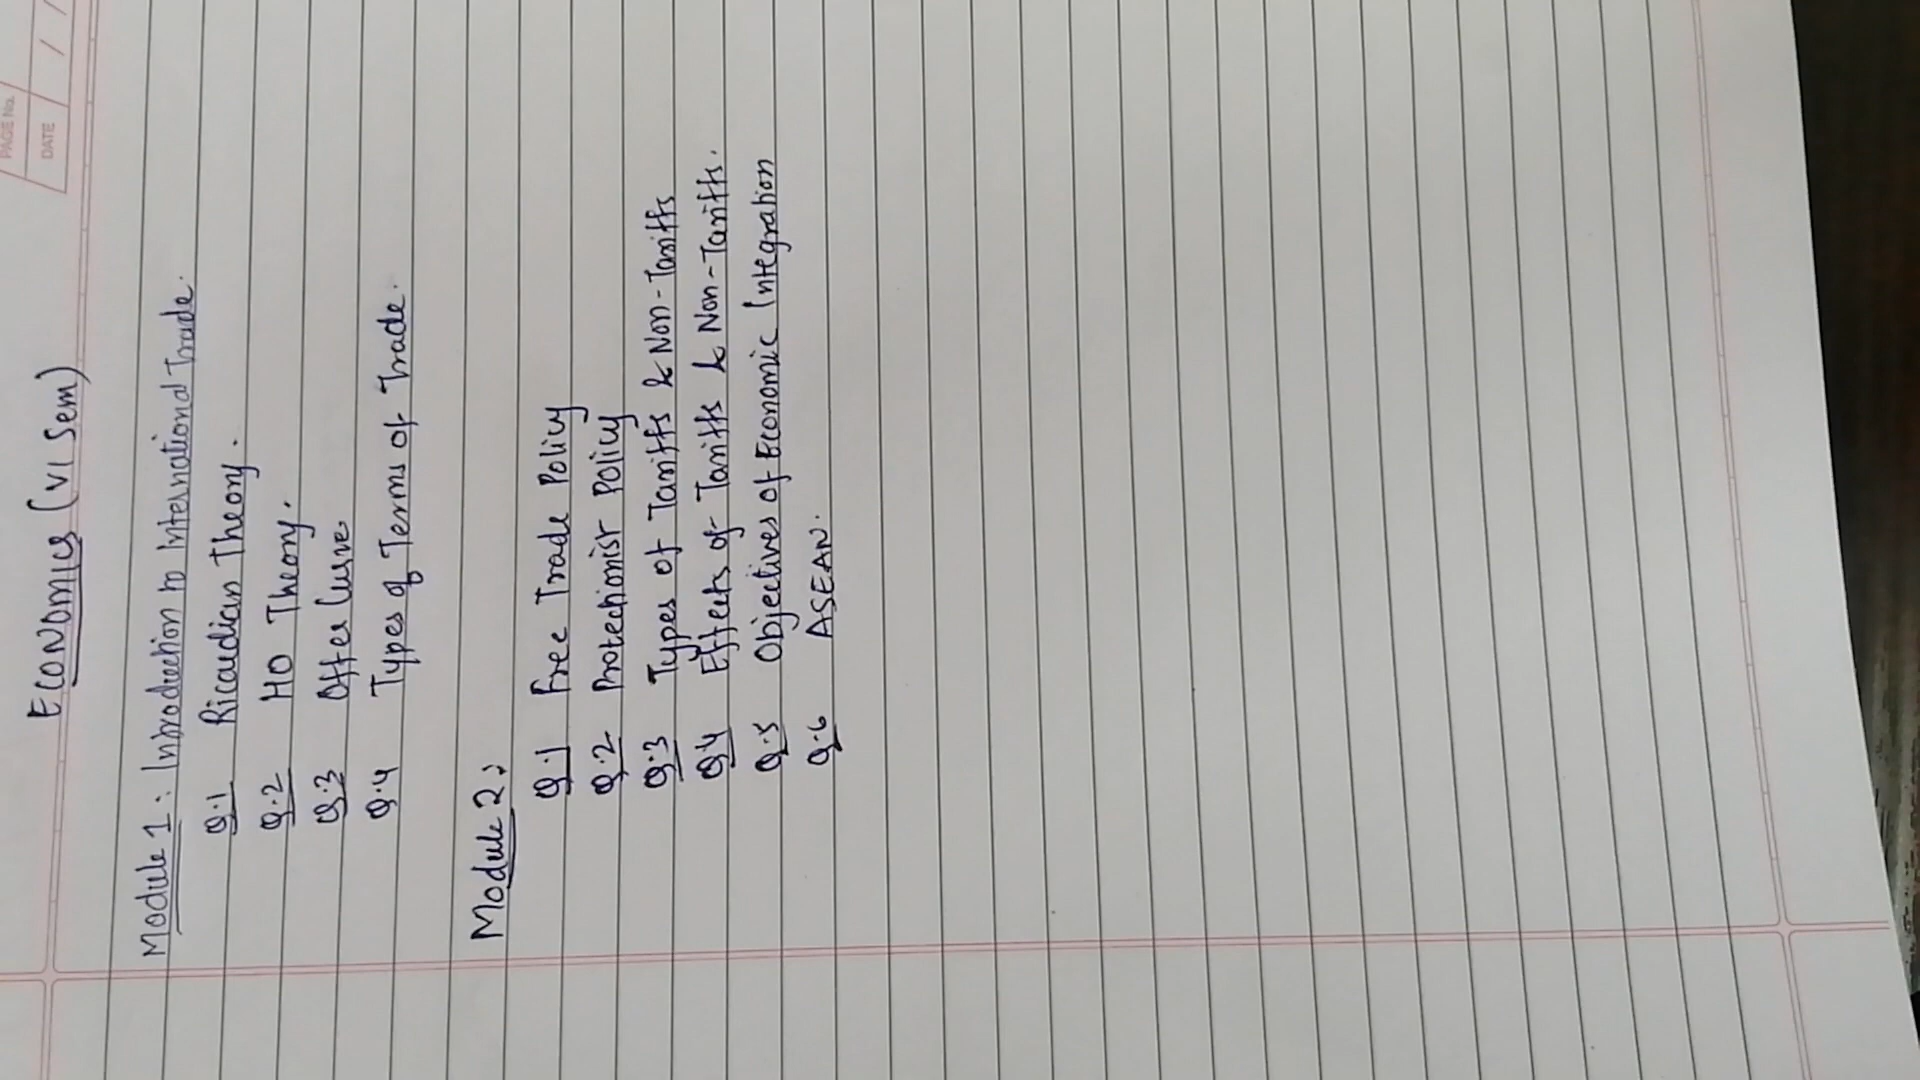 PAGE No.
DATE / /
Economics (VI Sem)
Module 1: Introduction to International Trade.
Q.1 Ricardian Theory.
Q.2 HO Theory.
Q.3 Offer Curve
Q.4 Types of Terms of Trade.
Module 2:
Q.1 Free Trade Policy
Q.2 Protectionist Policy
Q.3 Types of Tariffs & Non-Tariffs
Q.4 Effects of Tariffs & Non-Tariffs.
Q.5 Objectives of Economic Integration
Q.6 ASEAN.